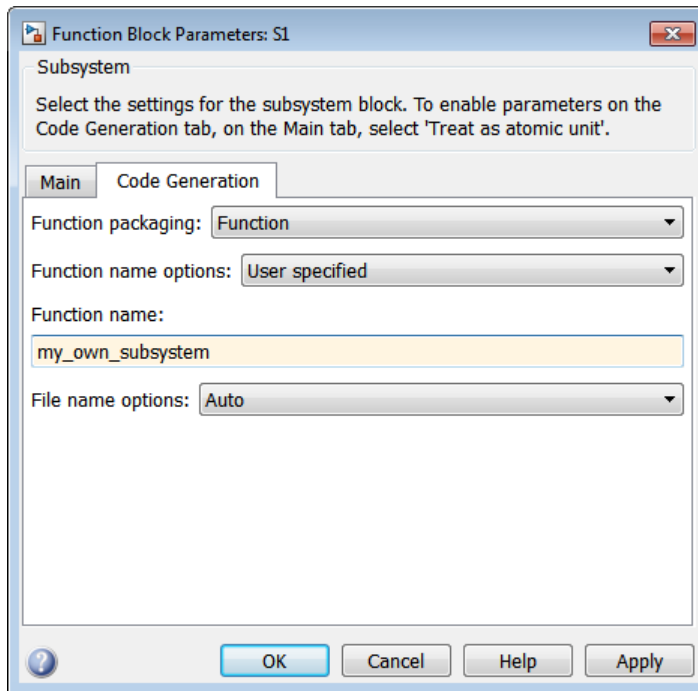 Function Block Parameters: S1
Subsystem
Select the settings for the subsystem block. To enable parameters on the
Code Generation tab, on the Main tab, select 'Treat as atomic unit'.
Main Code Generation
Function packaging: Function
Function name options: User specified
Function name:
my_own_subsystem
File name options: Auto
OK Cancel Help Apply